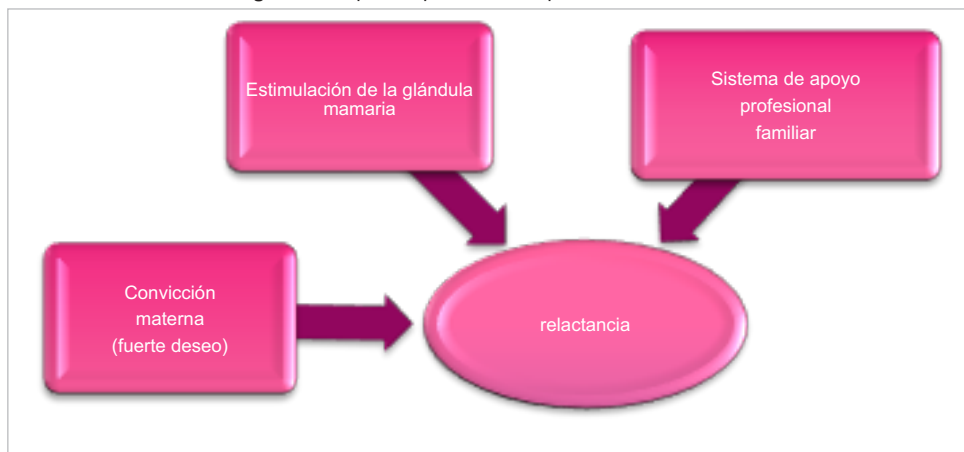 Estimulación de la glándula
mamaria
Sistema de apoyo
profesional
familiar
Convicción
materna
(fuerte deseo)
relactancia